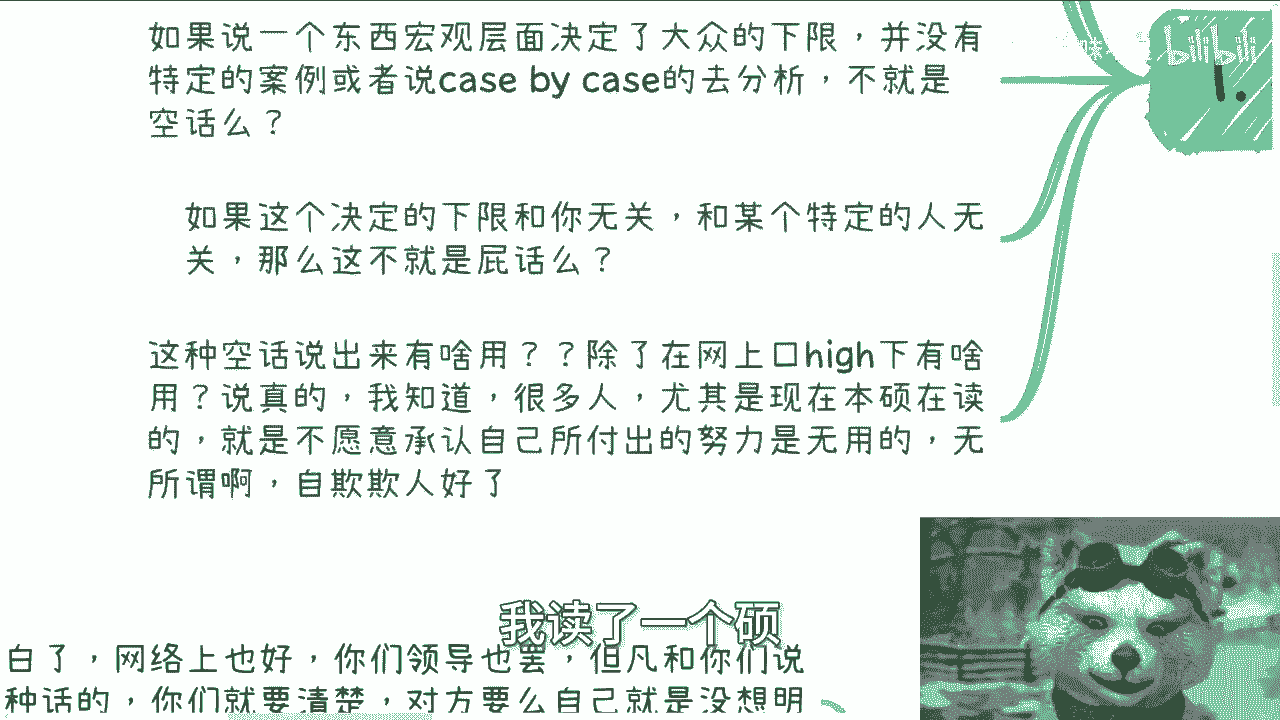 如果说一个东西宏观层面决定了大众的下限，并没有
特定的案例或者说case by case的去分析，不就是
空话么？
如果这个决定的下限和你无关，和某个特定的人无
关，那么这不就是屁话么？
这种空话说出来有啥用？？除了在网上口high下有啥
用？说真的，我知道，很多人，尤其是现在本硕在读
的，就是不愿意承认自己所付出的努力是无用的，无
所谓啊，自欺欺人好了
白了，网络上也好，你们领导也罢，但凡和你们说
种话的，你们就要清楚，对方要么自己就是没想明
我读了一个硕
bilibili
1.